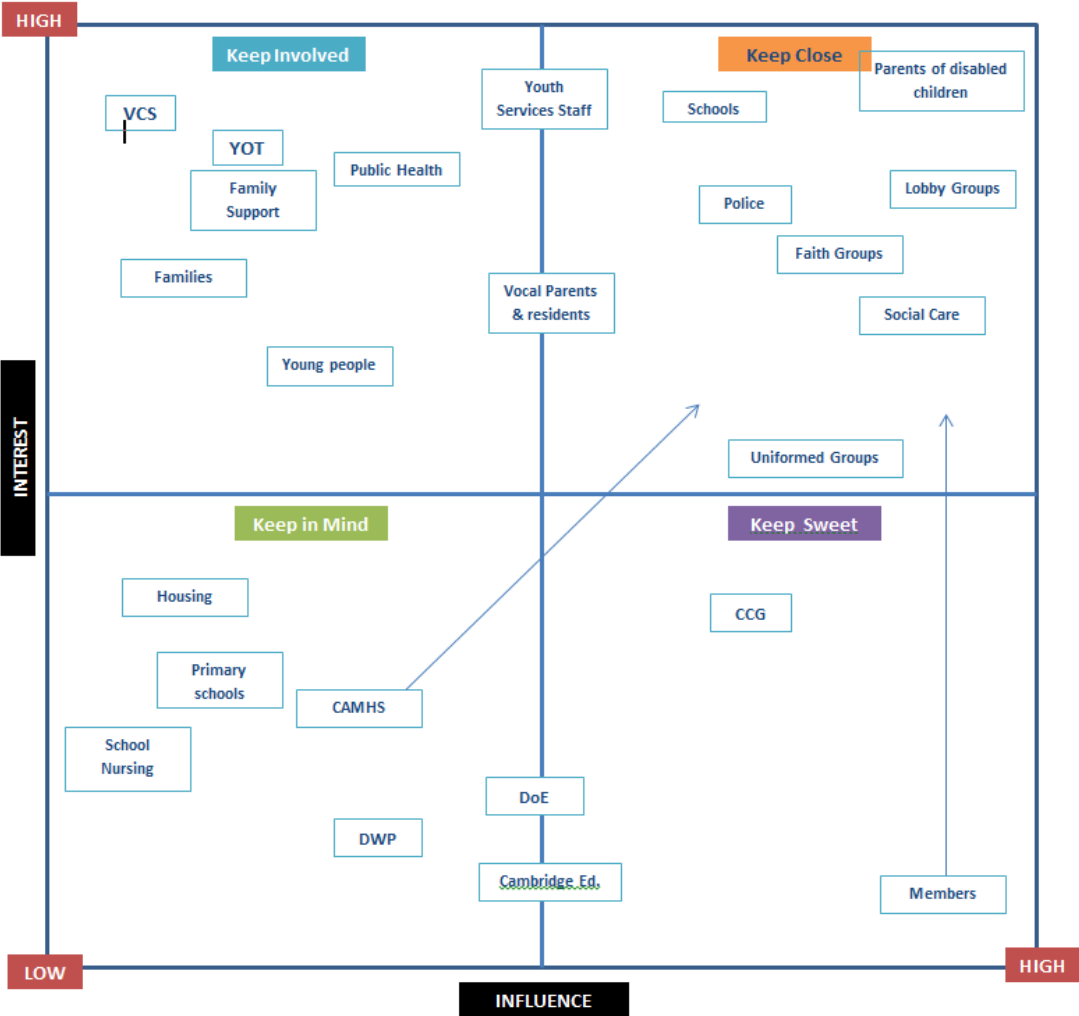 HIGH
Keep Involved
Keep Close
Parents of disabled
children
Youth
Services Staff
VCS
Schools
YOT
Public Health
Family
Support
Lobby Groups
Police
Faith Groups
Families
Vocal Parents
& residents
Social Care
Young people
INTEREST
Uniformed Groups
Keep in Mind
Keep Sweet
Housing
CCG
Primary
schools
CAMHS
School
Nursing
DoE
DWP
Cambridge Ed.
Members
LOW
HIGH
INFLUENCE